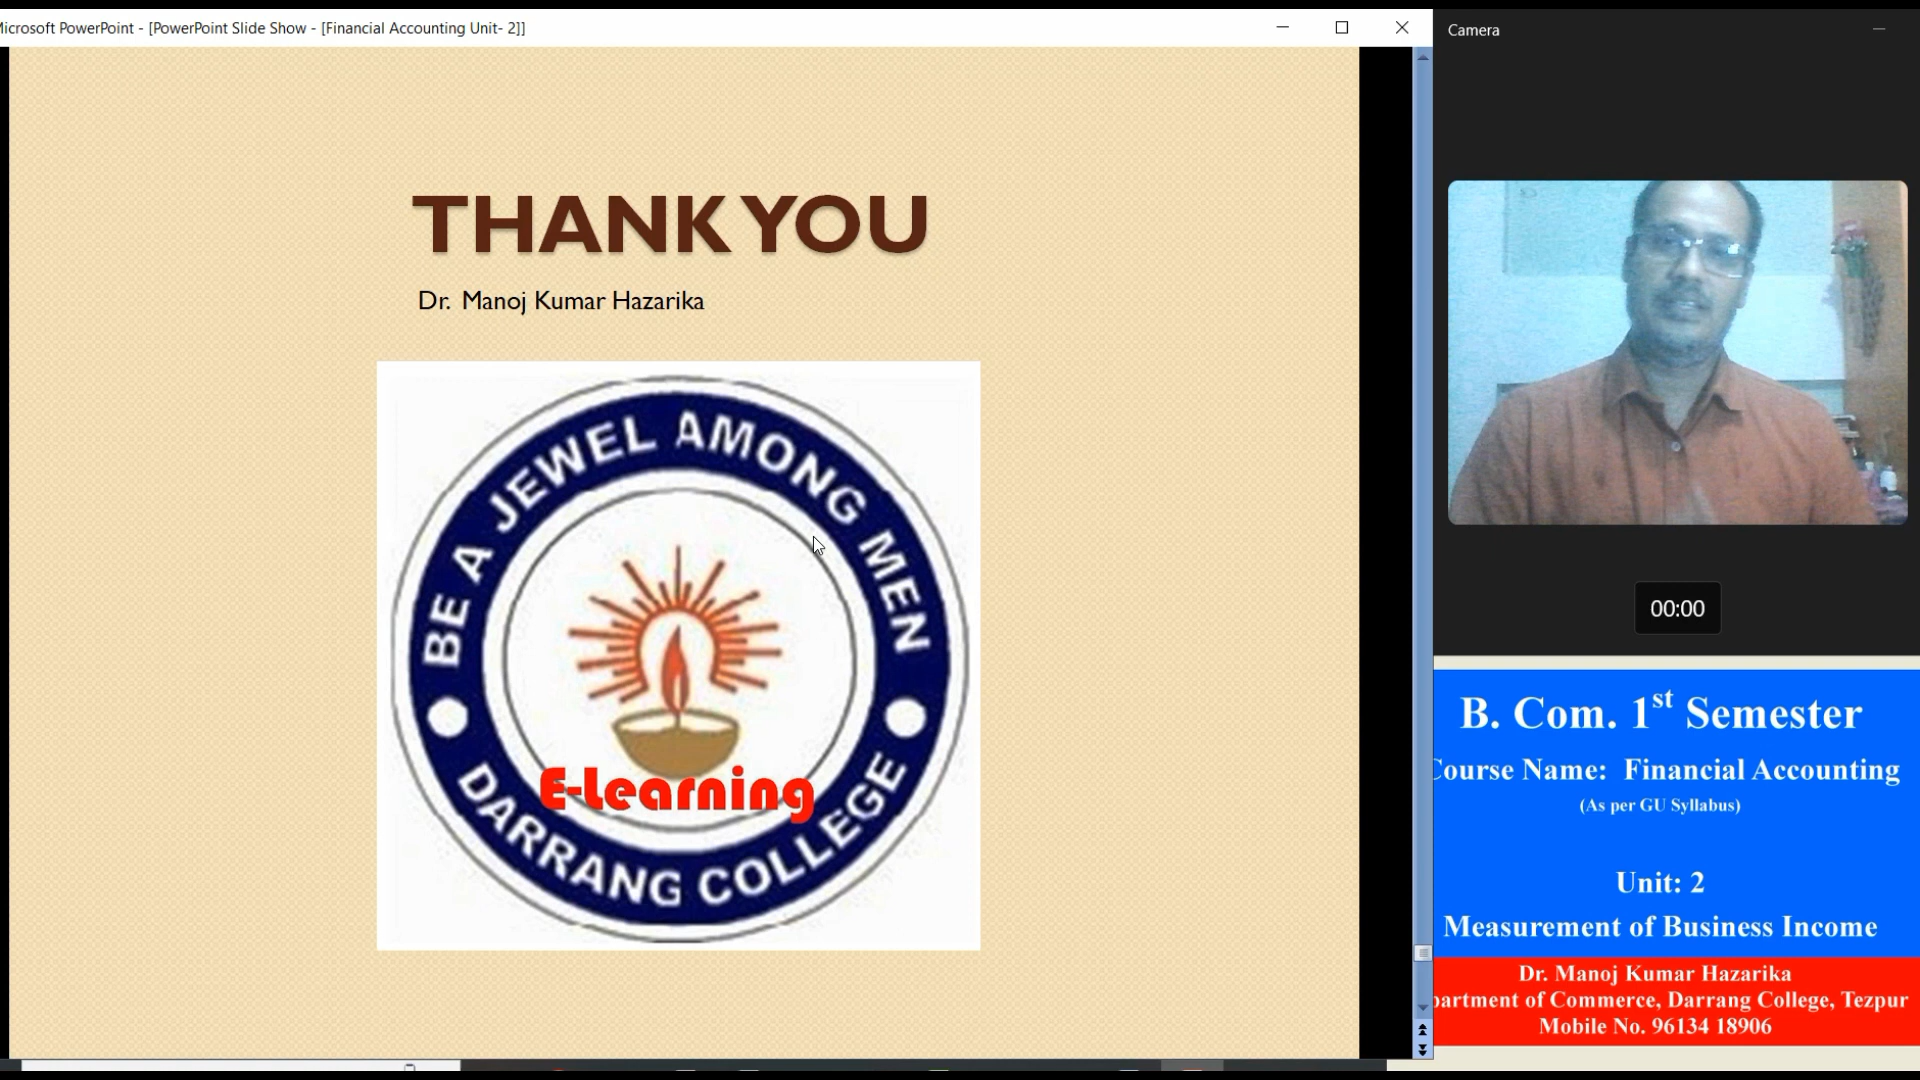 Microsoft PowerPoint - [PowerPoint Slide Show - [Financial Accounting Unit- 2]]
THANK YOU
Dr. Manoj Kumar Hazarika
BE A JEWEL AMONG MEN
E-Learning
DARRANG COLLEGE
Camera
00:00
B. Com. 1st Semester
Course Name: Financial Accounting
(As per GU Syllabus)
Unit: 2
Measurement of Business Income
Dr. Manoj Kumar Hazarika
partment of Commerce, Darrang College, Tezpur
Mobile No. 96134 18906